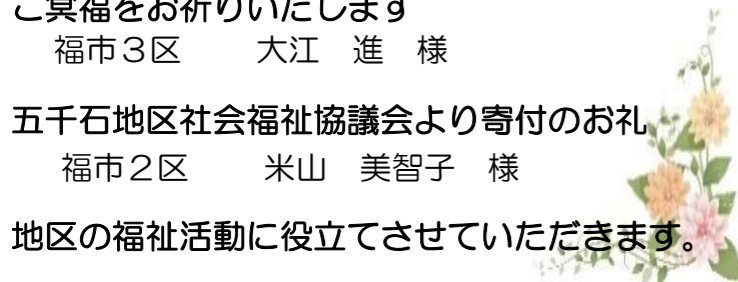 ご冥福をお祈りいたします
福市３区　　大江　進　様
五千石地区社会福祉協議会より寄付のお礼
福市２区　　米山　美智子　様
地区の福祉活動に役立てさせていただきます。